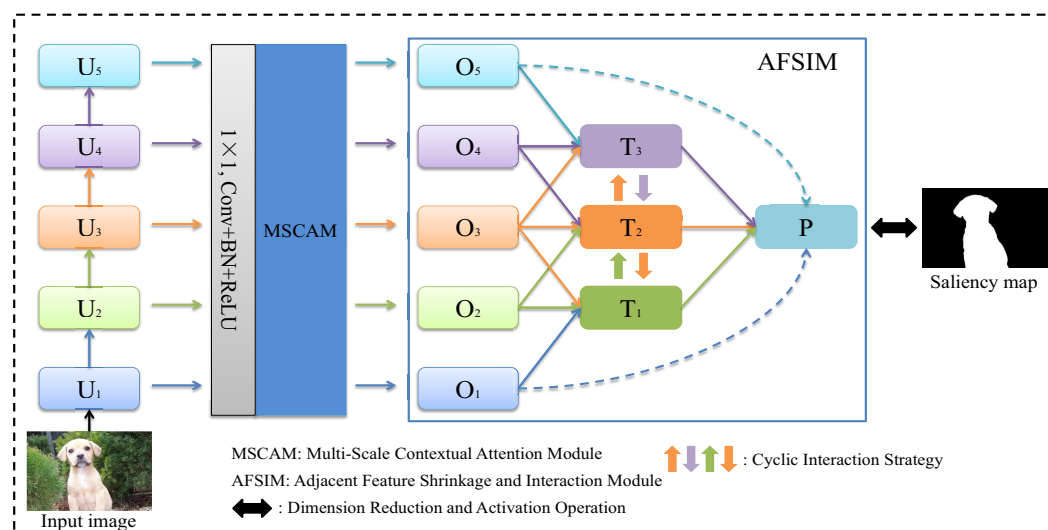 U5
U4
U3
U2
U1
Input image
1×1, Conv+BN+ReLU
MSCAM
AFSIM
O5
O4
O3
O2
O1
T3
T2
T1
P
Saliency map
MSCAM: Multi-Scale Contextual Attention Module
AFSIM: Adjacent Feature Shrinkage and Interaction Module
: Dimension Reduction and Activation Operation
: Cyclic Interaction Strategy